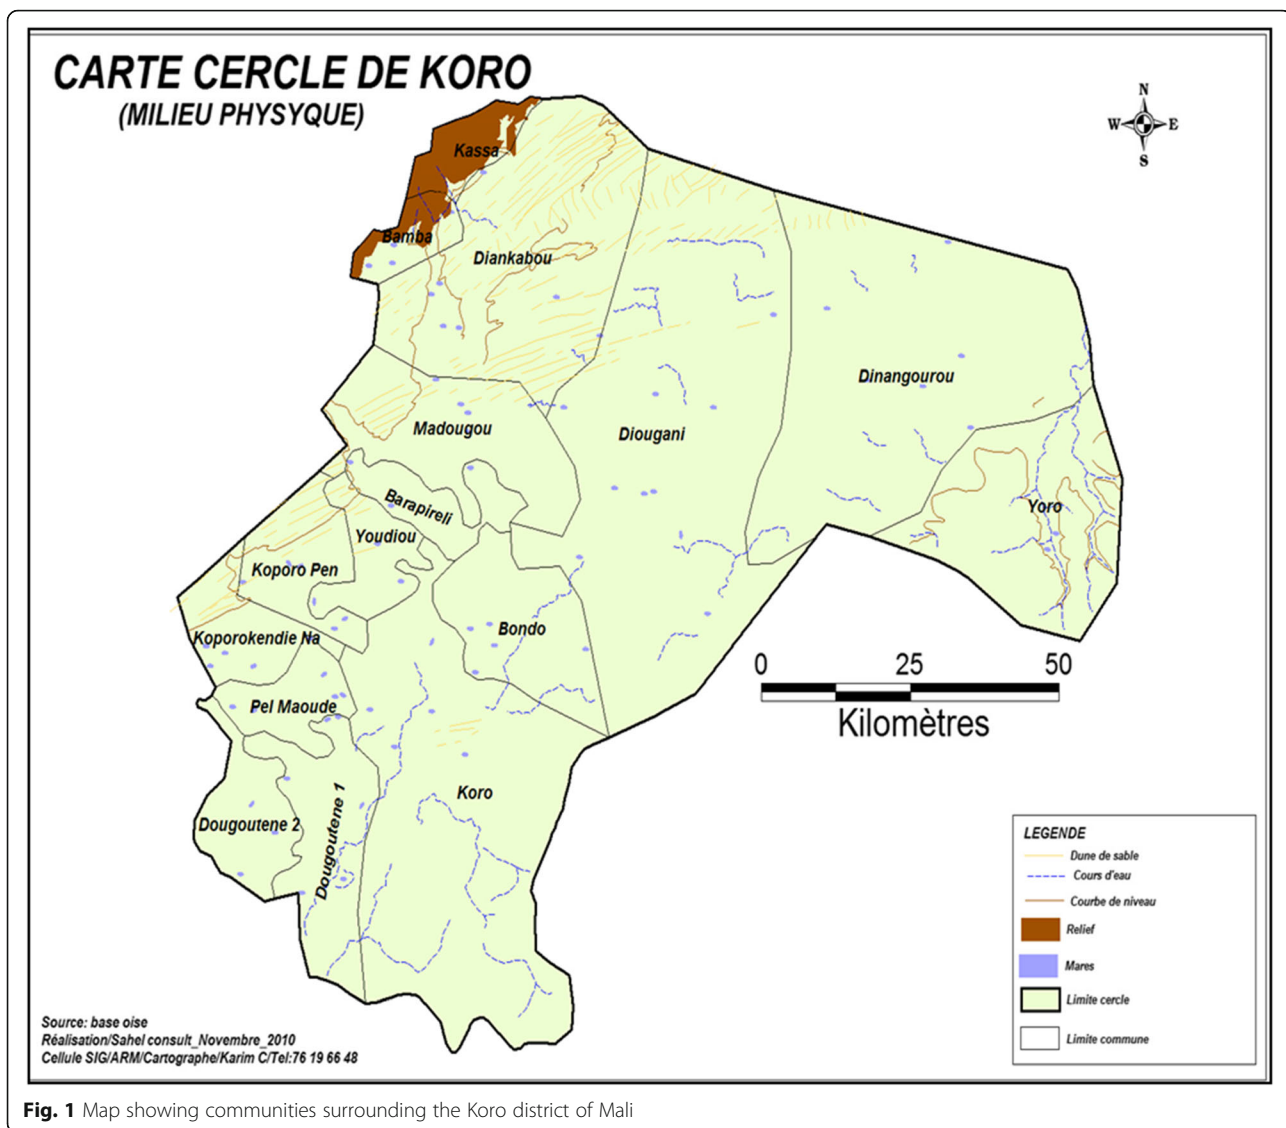 CARTE CERCLE DE KORO
(MILIEU PHYSYQUE)
N
W E
S
Kassa
Bamba
Diankabou
Dinangourou
Madougou
Diougani
Barapireli
Yoro
Youdiou
Koporo Pen
Bondo
Koporokendie Na
0 25 50
Kilomètres
Pel Maoude
Koro
Dougoutene 1
Dougoutene 2
LEGENDE
Dune de sable
Cours d'eau
Courbe de niveau
Relief
Mares
Limite cercle
Limite commune
Source: base oise
Réalisation/Sahel consult_Novembre_2010
Cellule SIG/ARM/Cartographe/Karim C/Tel:76 19 66 48
Fig. 1 Map showing communities surrounding the Koro district of Mali